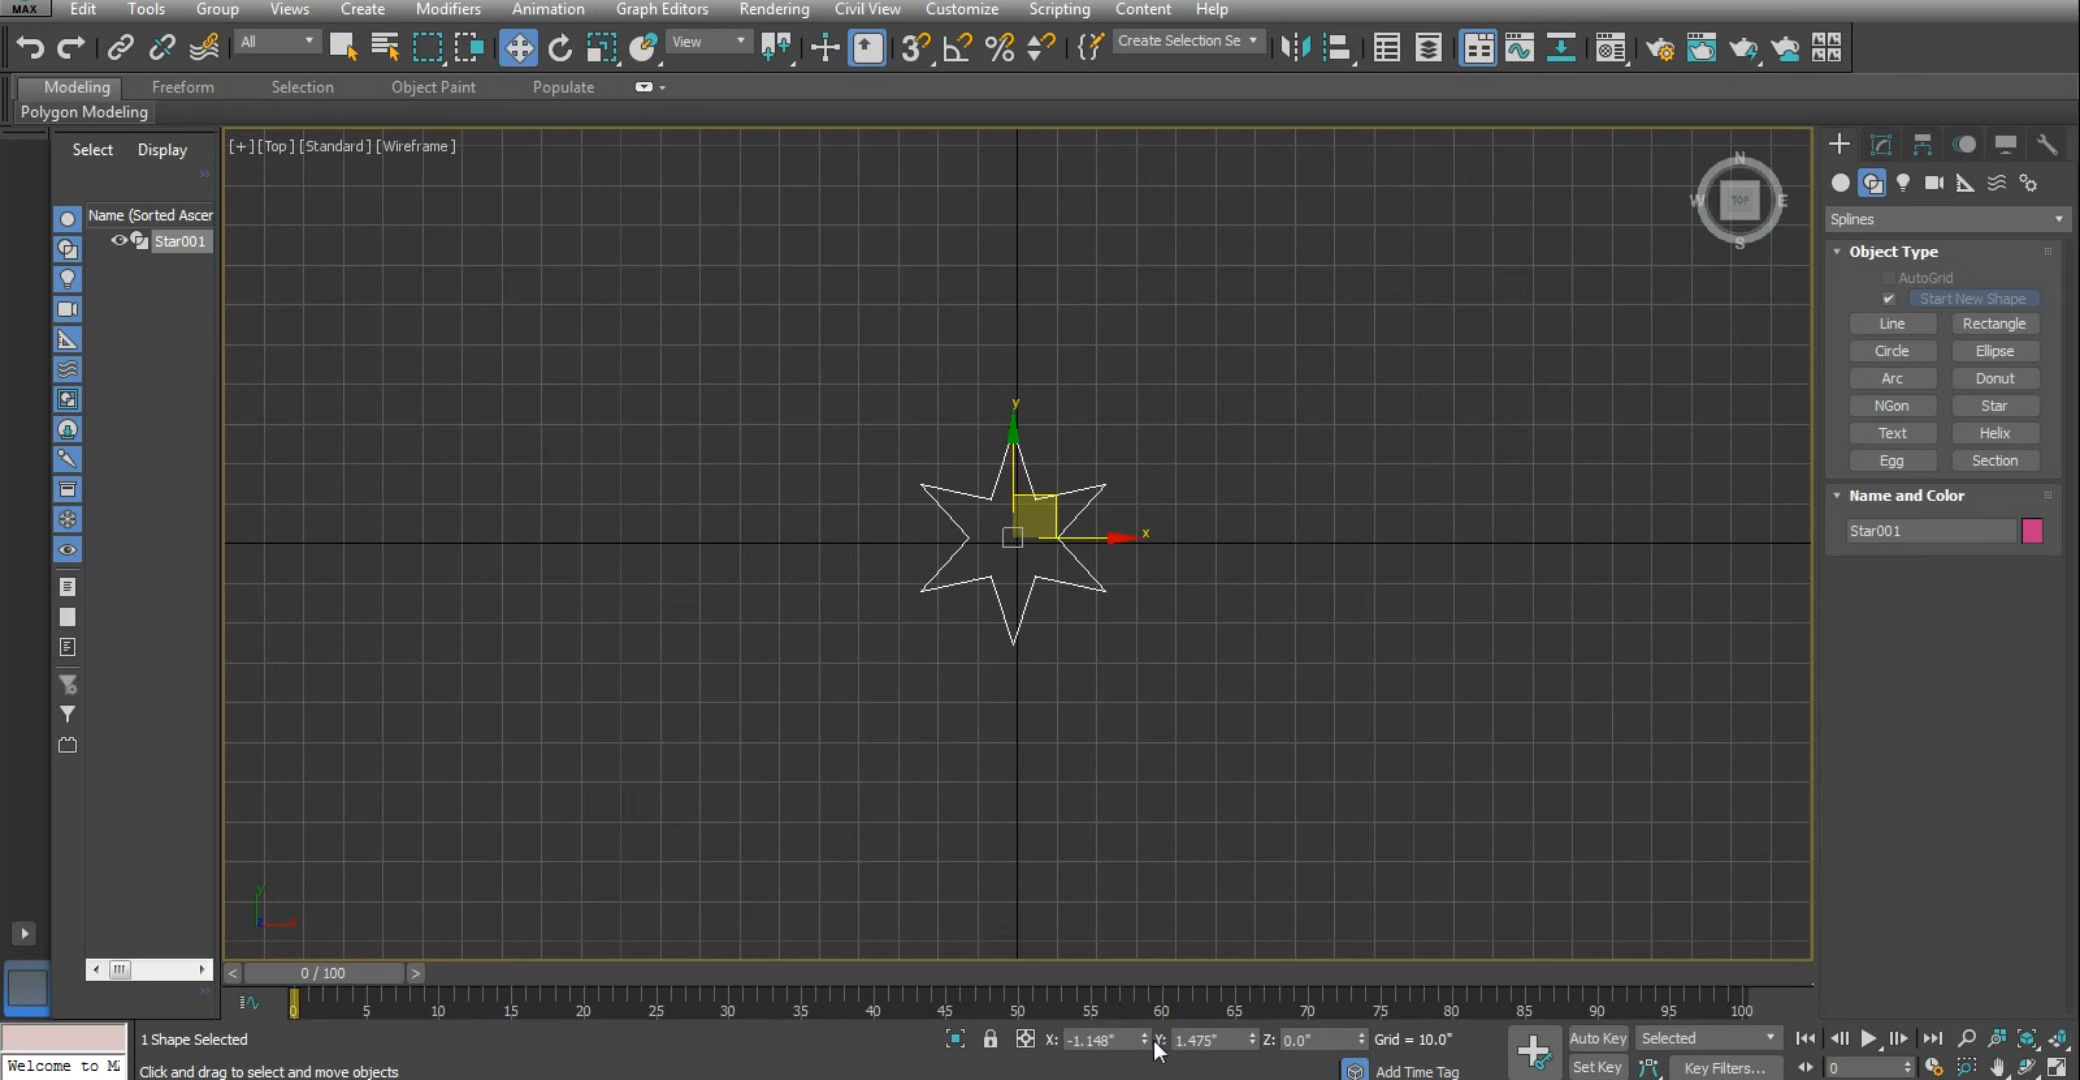 MAX Edit Tools Group Views Create Modifiers Animation Graph Editors Rendering Civil View Customize Scripting Content Help
All View Create Selection Se
Modeling Freeform Selection Object Paint Populate
Polygon Modeling
Select Display
Name (Sorted Ascer
Star001
[+] [Top ] [Standard ] [Wireframe ]
y
x
N
W TOP E
S
y
Splines
Object Type
AutoGrid
Start New Shape
Line Rectangle
Circle Ellipse
Arc Donut
NGon Star
Text Helix
Egg Section
Name and Color
Star001
< 0 / 100 >
0 5 10 15 20 25 30 35 40 45 50 55 60 65 70 75 80 85 90 95 100
1 Shape Selected X: -1.148" Y: 1.475" Z: 0.0" Grid = 10.0" Auto Key Selected
Welcome to M Click and drag to select and move objects Add Time Tag Set Key Key Filters... 0